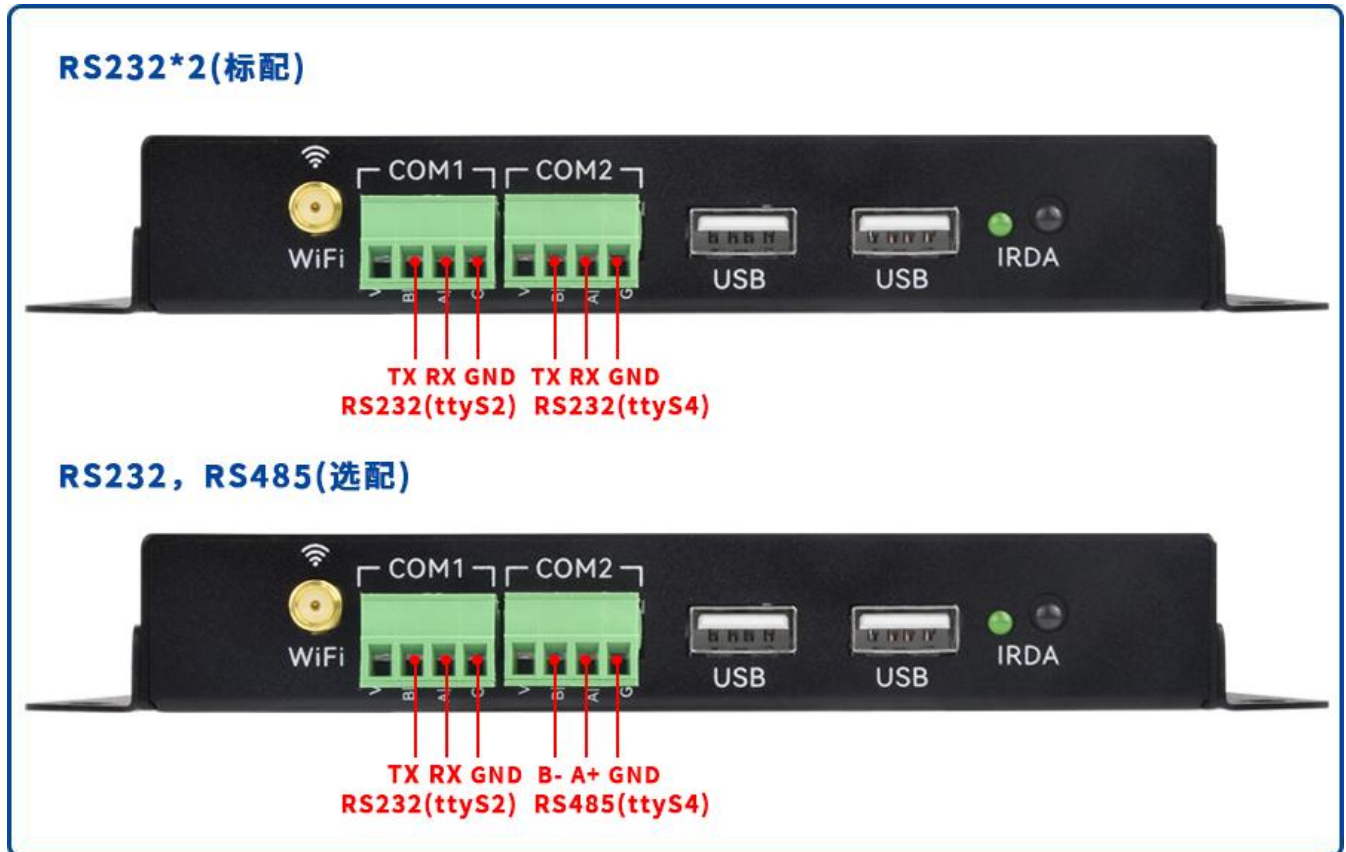 RS232*2(标配)
COM1 COM2
WiFi
USB USB IRDA
V
TX RX GND TX RX GND
RS232(ttyS2) RS232(ttyS4)
RS232，RS485(选配)
COM1 COM2
WiFi
USB USB IRDA
TX RX GND B- A+ GND
RS232(ttyS2) RS485(ttyS4)